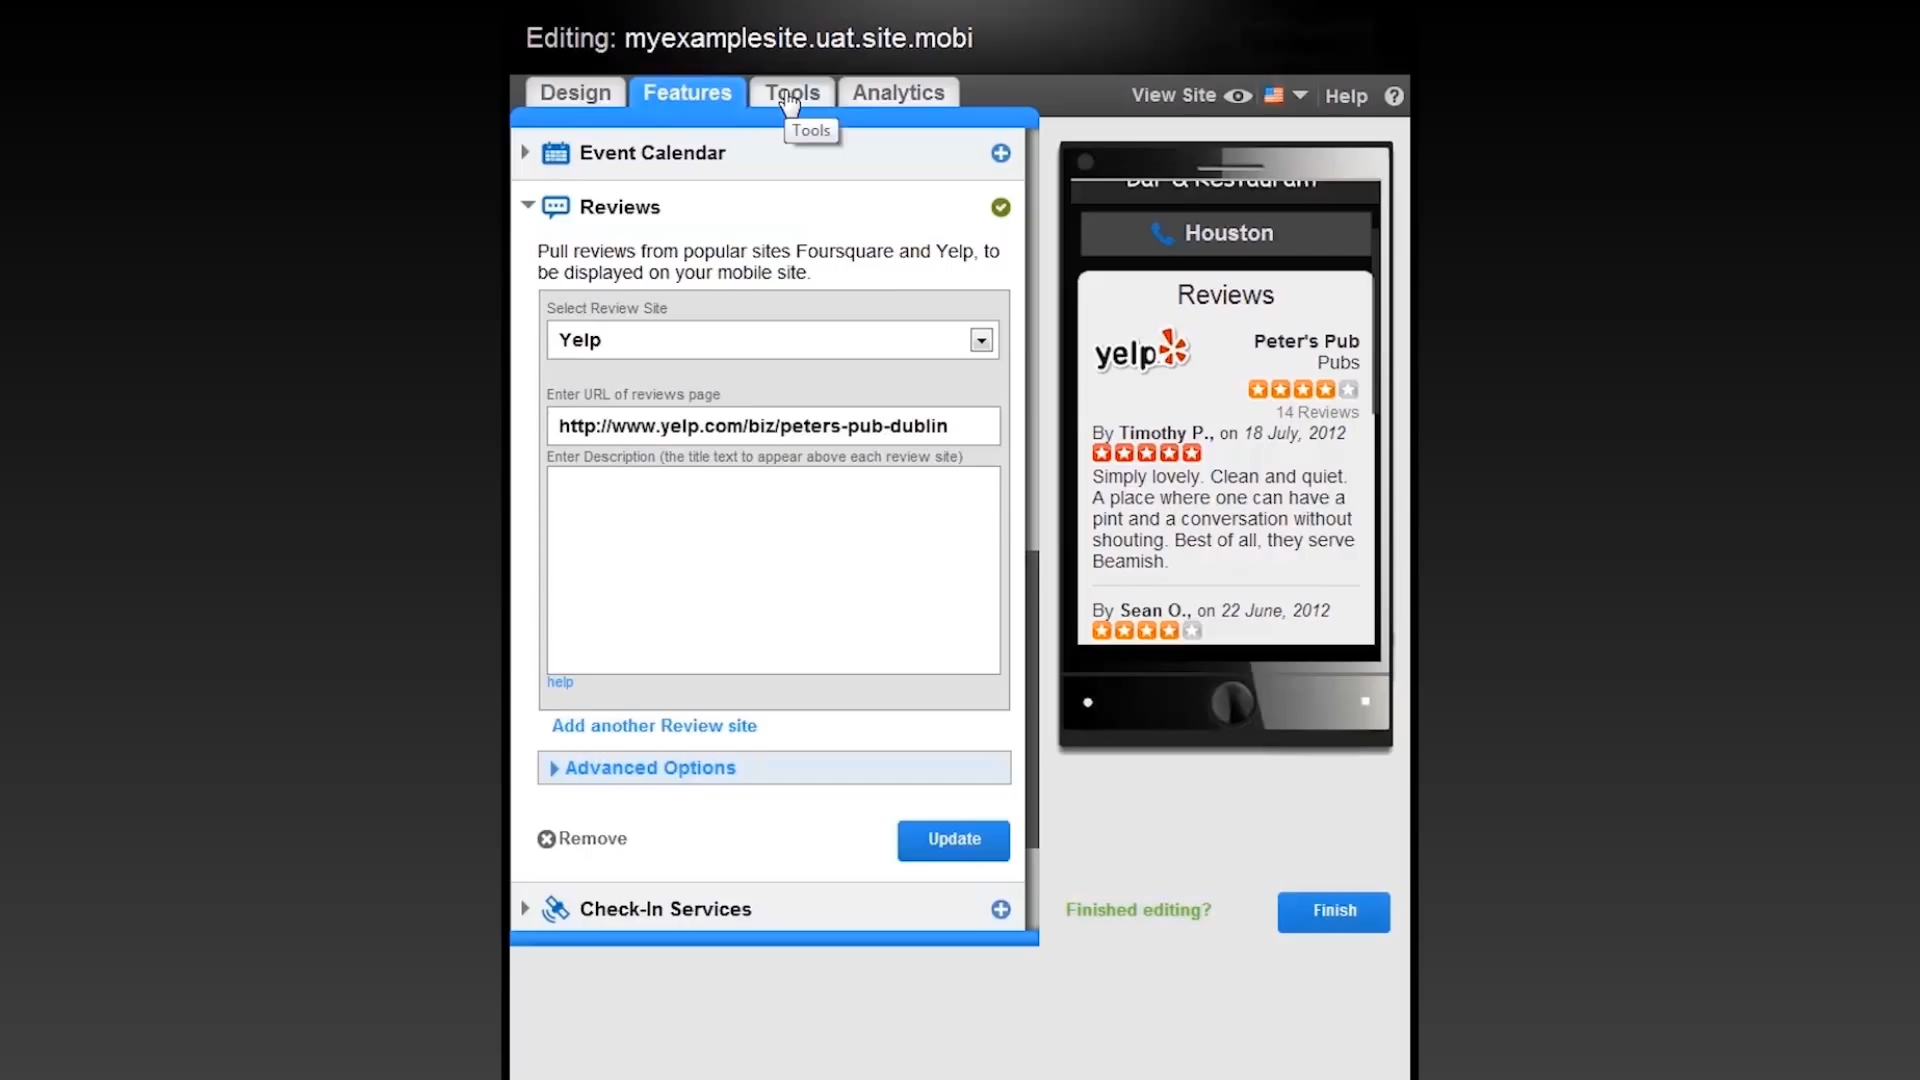 Editing: myexamplesite.uat.site.mobi
Design Features Tools Analytics
View Site Help ?
Tools
Event Calendar
Reviews
Pull reviews from popular sites Foursquare and Yelp, to
be displayed on your mobile site.
Select Review Site
Yelp
Enter URL of reviews page
http://www.yelp.com/biz/peters-pub-dublin
Enter Description (the title text to appear above each review site)
help
Add another Review site
Advanced Options
Remove
Update
Check-In Services
Bar & Restaurant
Houston
Reviews
yelp
Peter's Pub
Pubs
14 Reviews
By Timothy P., on 18 July, 2012
Simply lovely. Clean and quiet.
A place where one can have a
pint and a conversation without
shouting. Best of all, they serve
Beamish.
By Sean O., on 22 June, 2012
Finished editing?
Finish